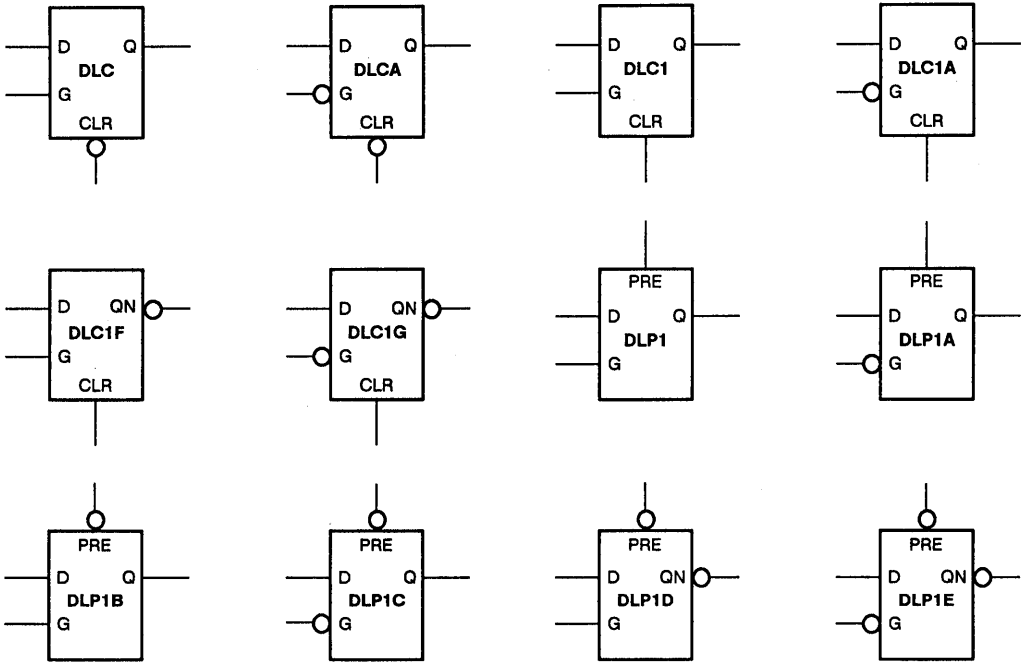 D Q
DLC
G
CLR
D Q
DLCA
G
CLR
D Q
DLC1
G
CLR
D Q
DLC1A
G
CLR
D QN
DLC1F
G
CLR
D QN
DLC1G
G
CLR
PRE
D Q
DLP1
G
PRE
D Q
DLP1A
G
PRE
D Q
DLP1B
G
PRE
D Q
DLP1C
G
PRE
D QN
DLP1D
G
PRE
D QN
DLP1E
G